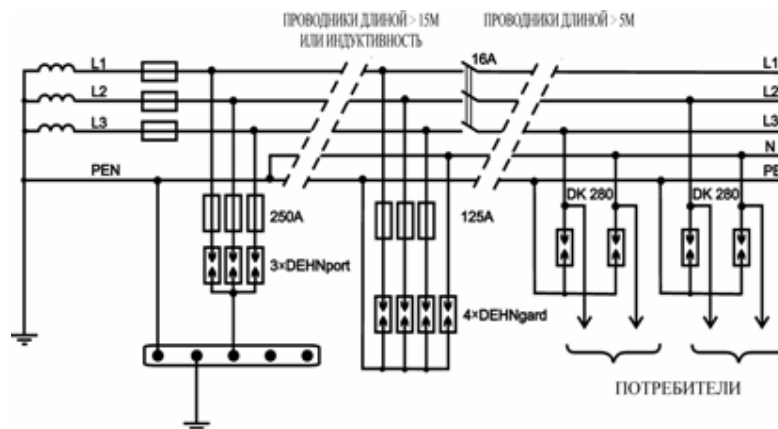 ПРОВОДНИКИ ДЛИНОЙ > 15М
ИЛИ ИНДУКТИВНОСТЬ
ПРОВОДНИКИ ДЛИНОЙ > 5М
L1
16A
L1
L2
L2
L3
L3
N
PEN
PE
250A
125A
DK 280
DK 280
3×DEHNport
4×DEHNgard
ПОТРЕБИТЕЛИ